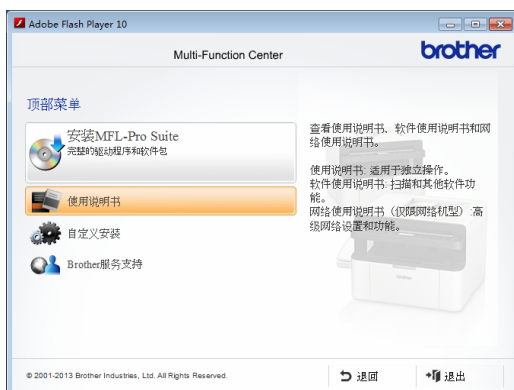 Adobe Flash Player 10
Multi-Function Center
brother
顶部菜单
安装MFL-Pro Suite
完整的驱动程序和软件包
使用说明书
自定义安装
Brother服务支持
查看使用说明书、软件使用说明书和网
络使用说明书。
使用说明书: 适用于独立操作。
软件使用说明书: 扫描和其他软件功
能。
网络使用说明书（仅限网络机型）:高
级网络设置和功能。
© 2001-2013 Brother Industries, Ltd. All Rights Reserved.
退回
退出